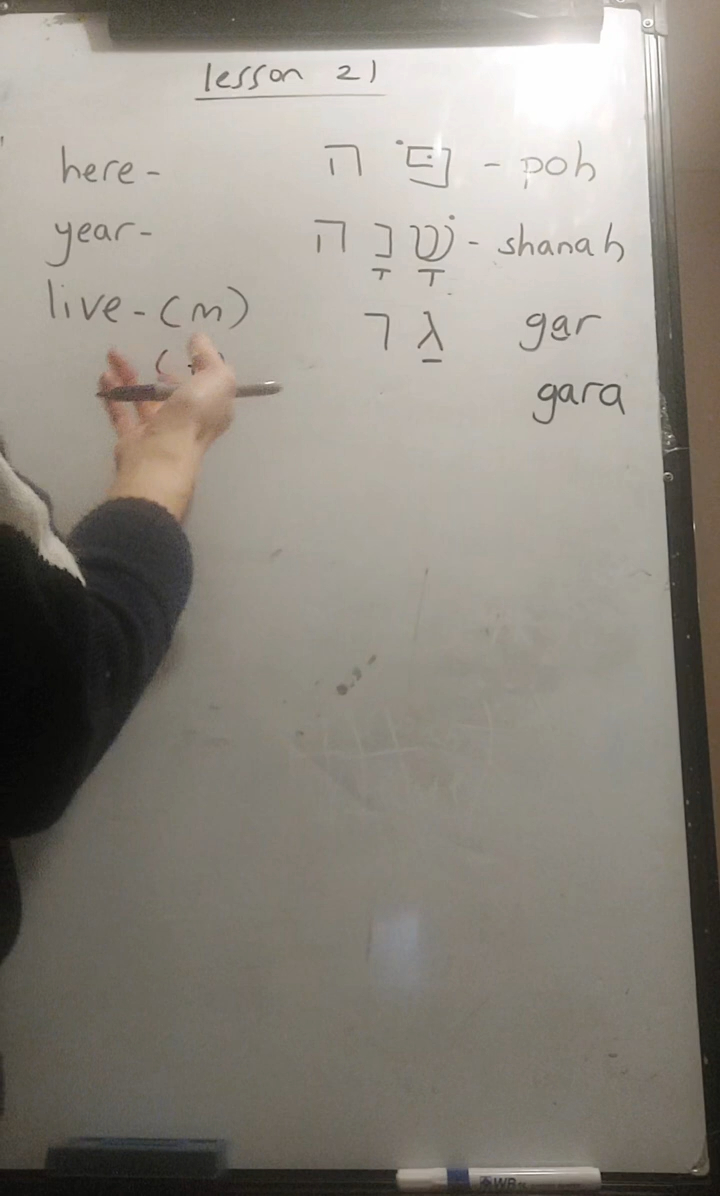 lesson 21
here - פֹּה - poh
year - שָׁנָה - shanah
live - (m) גַר gar
gara